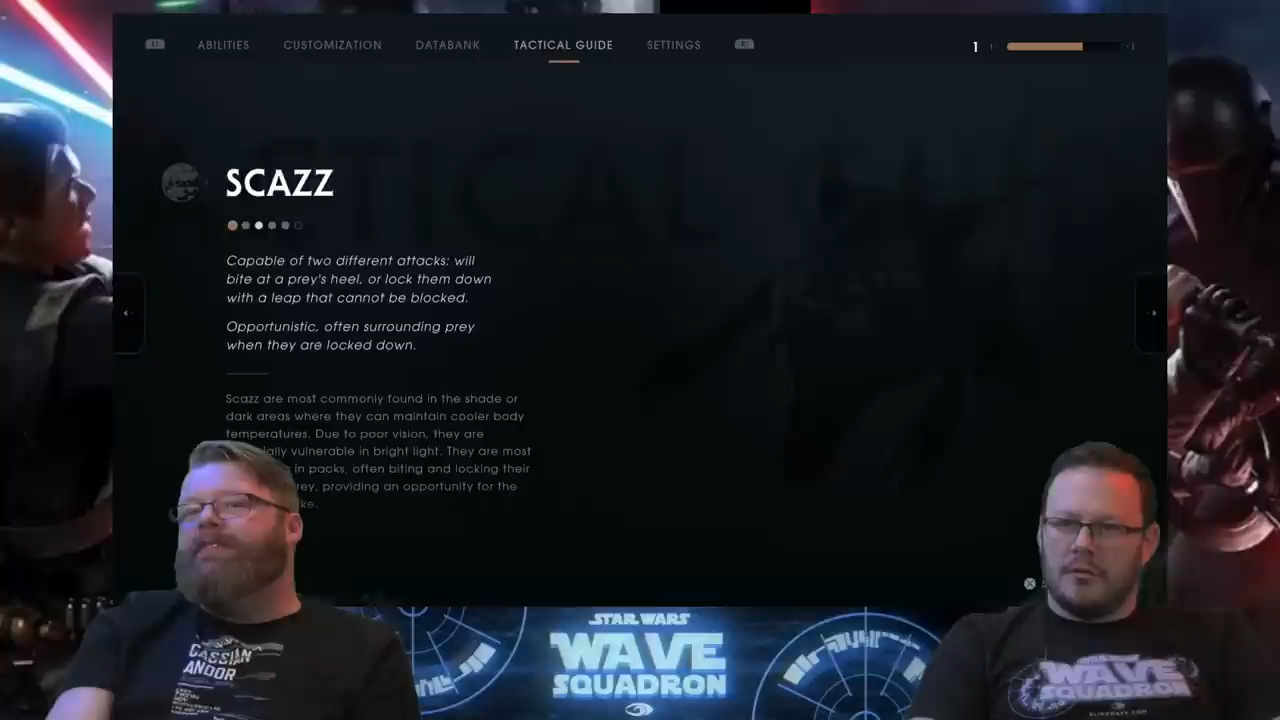 ABILITIES CUSTOMIZATION DATABANK TACTICAL GUIDE SETTINGS
1
TACTICAL
SCAZZ
Capable of two different attacks: will
bite at a prey's heel, or lock them down
with a leap that cannot be blocked.
Opportunistic, often surrounding prey
when they are locked down.
Scazz are most commonly found in the shade or
dark areas where they can maintain cooler body
temperatures. Due to poor vision, they are
ially vulnerable in bright light. They are most
in packs, often biting and locking their
rey, providing an opportunity for the
ke.
STAR WARS
WAVE
SQUADRON
CASSIAN
ANDOR
WAVE
SQUADRON